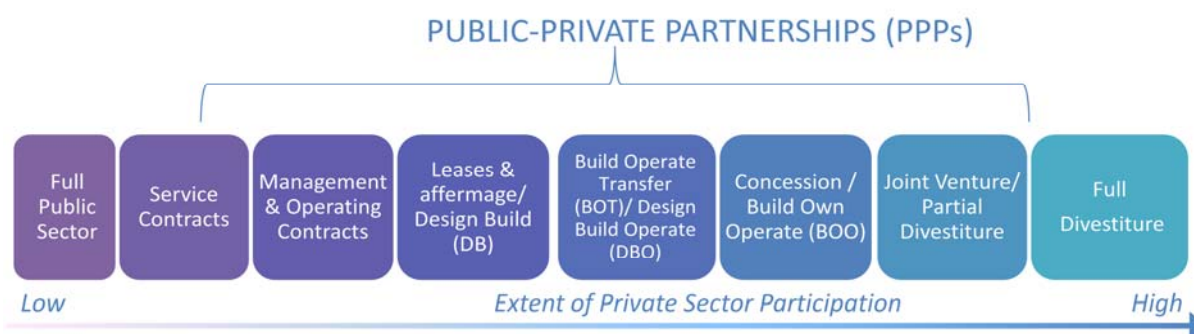 PUBLIC-PRIVATE PARTNERSHIPS (PPPs)
Full
Public
Sector
Service
Contracts
Management
& Operating
Contracts
Leases &
affermage/
Design Build
(DB)
Build Operate
Transfer
(BOT)/ Design
Build Operate
(DBO)
Concession /
Build Own
Operate (BOO)
Joint Venture/
Partial
Divestiture
Full
Divestiture
Low
Extent of Private Sector Participation
High